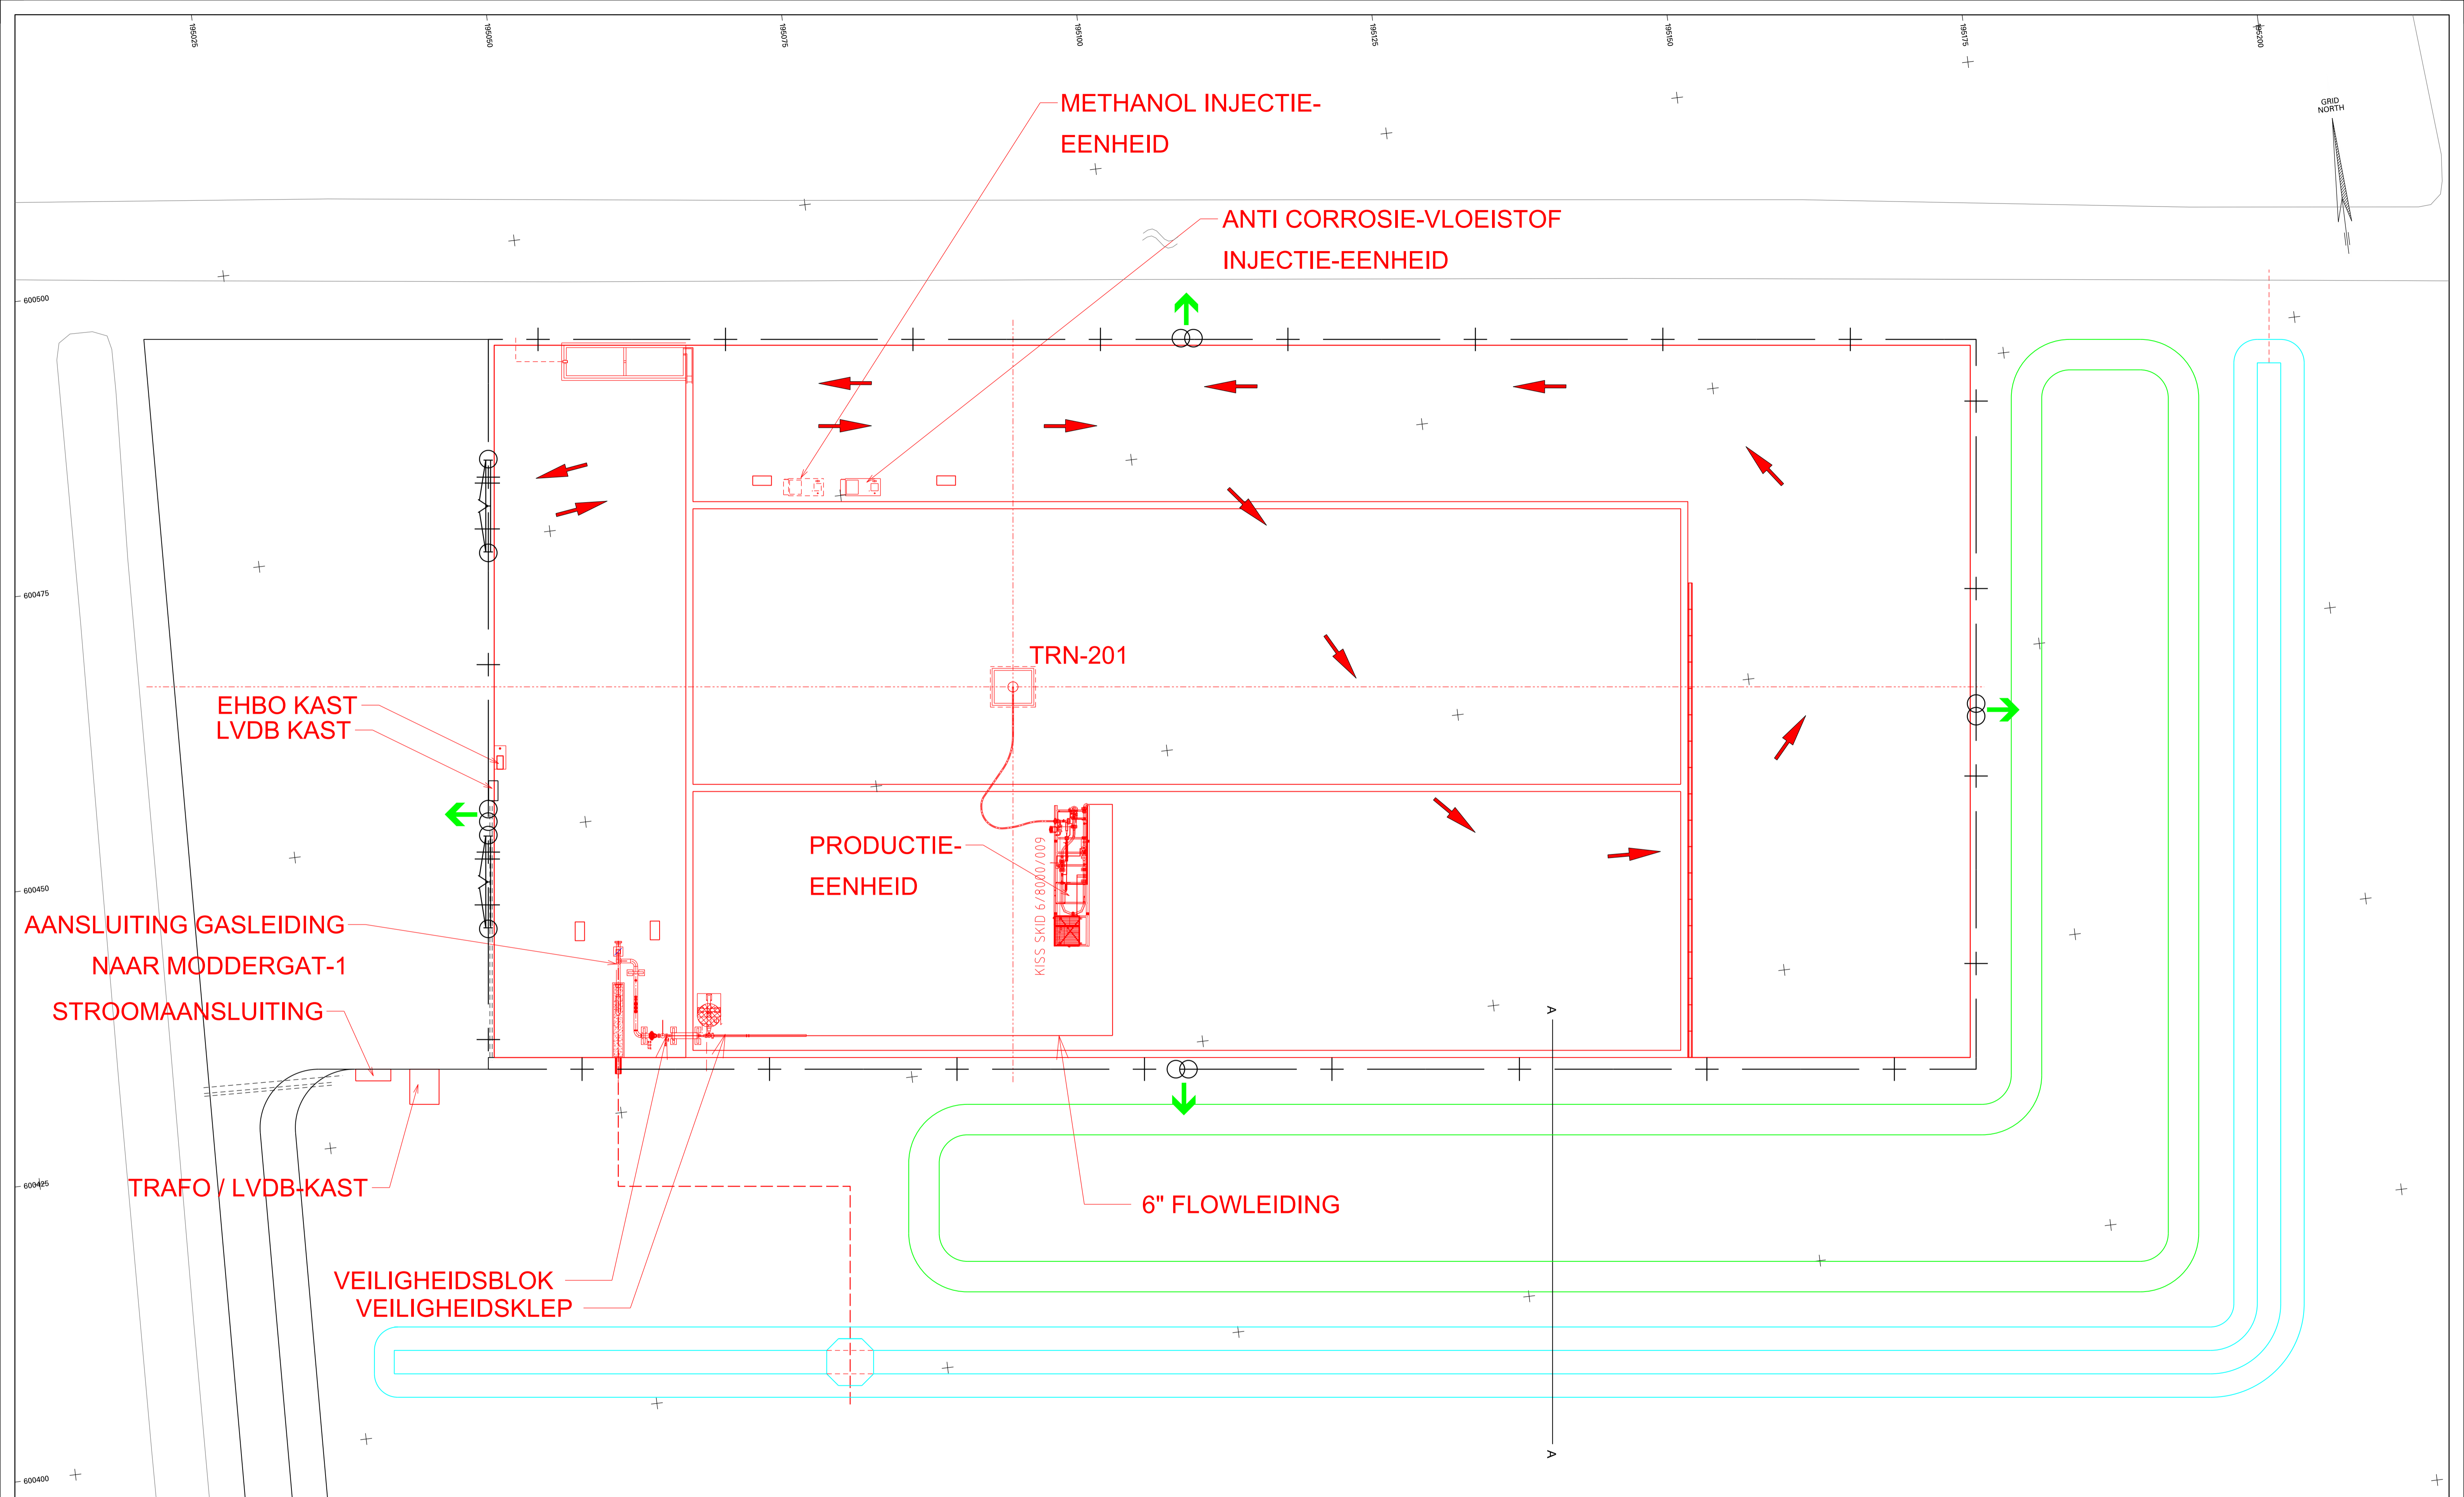 195025
195050
195075
195100
195125
195150
195175
195200
GRID
NORTH
METHANOL INJECTIE-
EENHEID
ANTI CORROSIE-VLOEISTOF
INJECTIE-EENHEID
600500
600475
TRN-201
EHBO KAST
LVDB KAST
PRODUCTIE-
EENHEID
KISS SKID 6/8000/009
600450
AANSLUITING GASLEIDING
NAAR MODDERGAT-1
STROOMAANSLUITING
A
600425
TRAFO / LVDB-KAST
6" FLOWLEIDING
VEILIGHEIDSBLOK
VEILIGHEIDSKLEP
A
600400